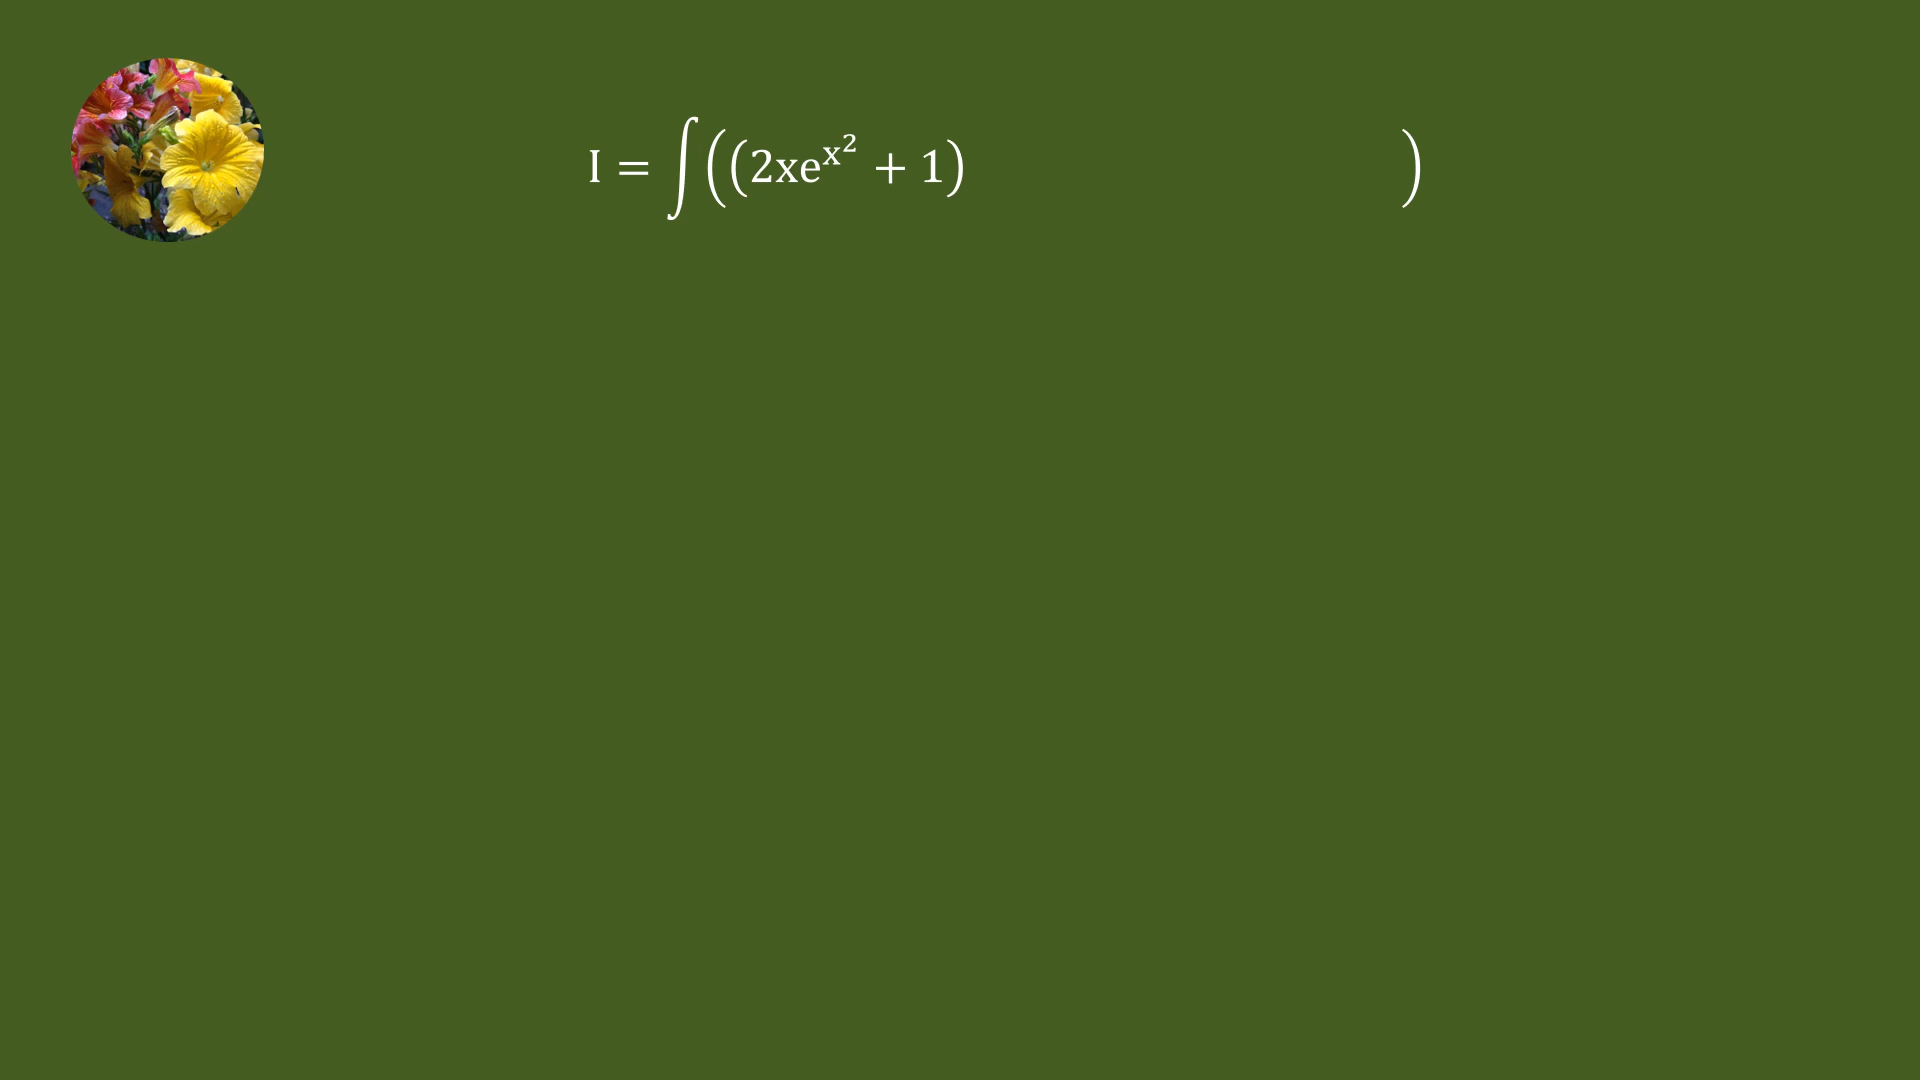 I = ∫((2xe^{x^2} + 1) )